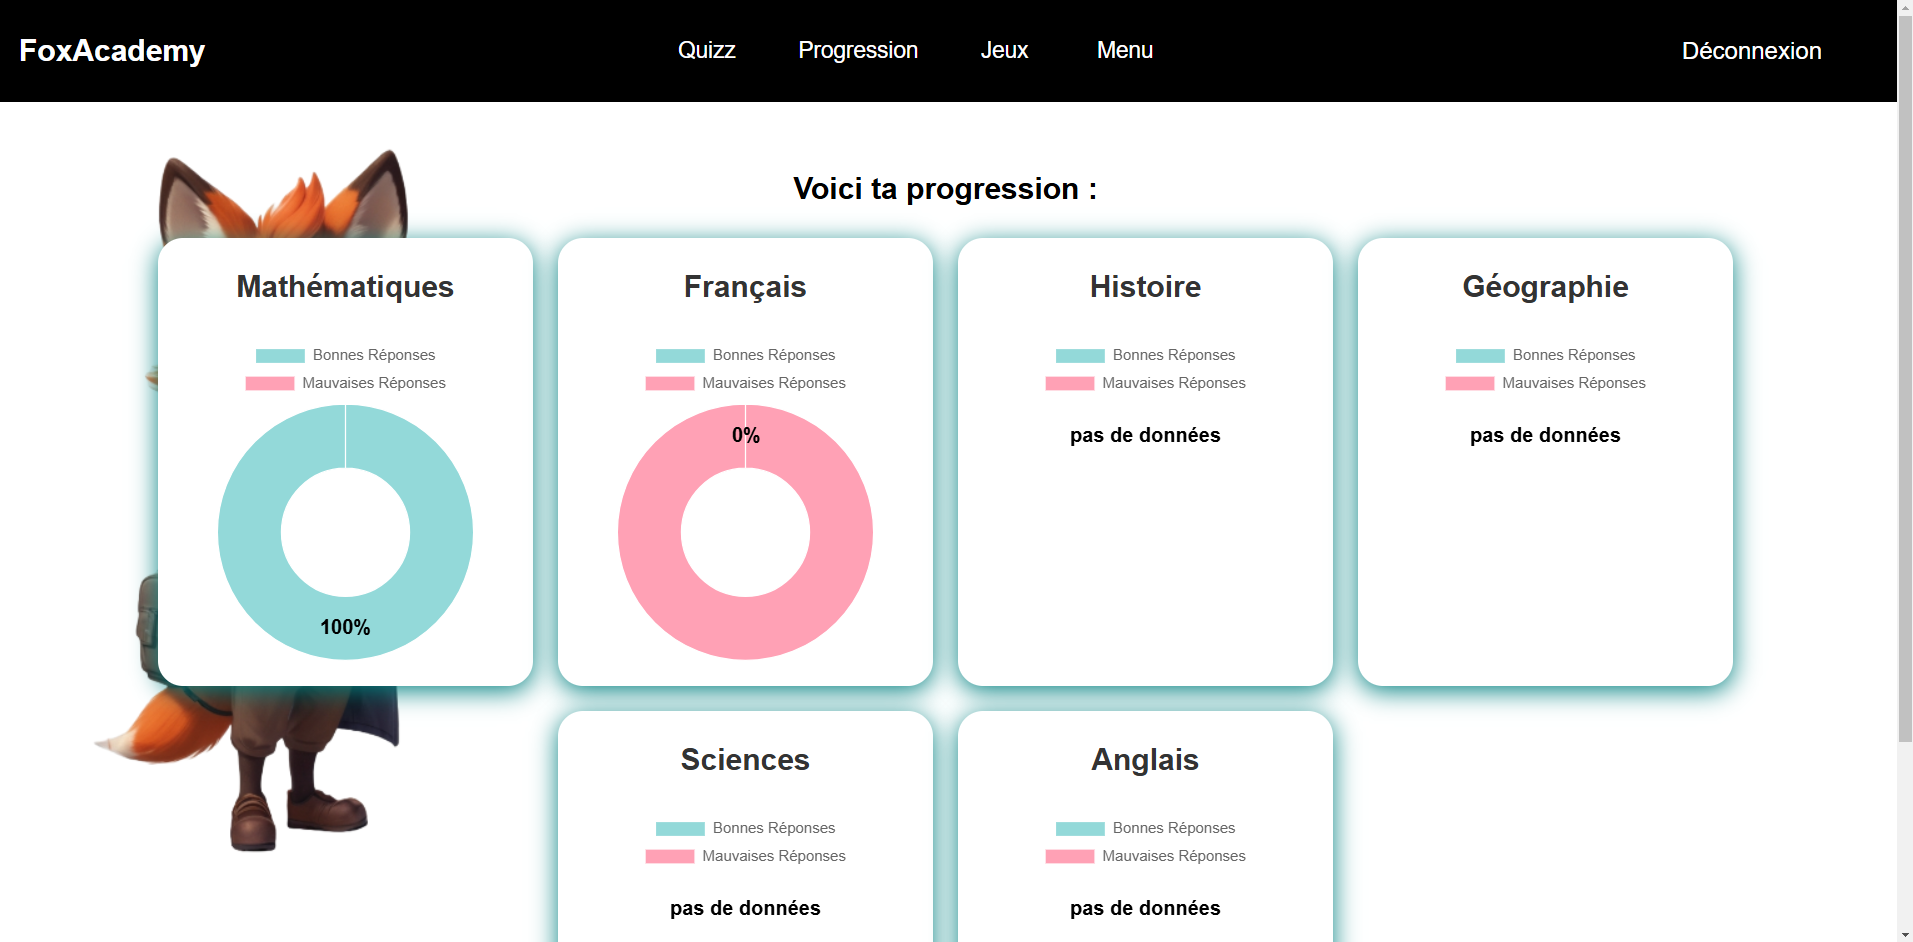 FoxAcademy
Quizz
Progression
Jeux
Menu
Déconnexion
Voici ta progression :
Mathématiques
Bonnes Réponses
Mauvaises Réponses
100%
Français
Bonnes Réponses
Mauvaises Réponses
0%
Histoire
Bonnes Réponses
Mauvaises Réponses
pas de données
Géographie
Bonnes Réponses
Mauvaises Réponses
pas de données
Sciences
Bonnes Réponses
Mauvaises Réponses
pas de données
Anglais
Bonnes Réponses
Mauvaises Réponses
pas de données